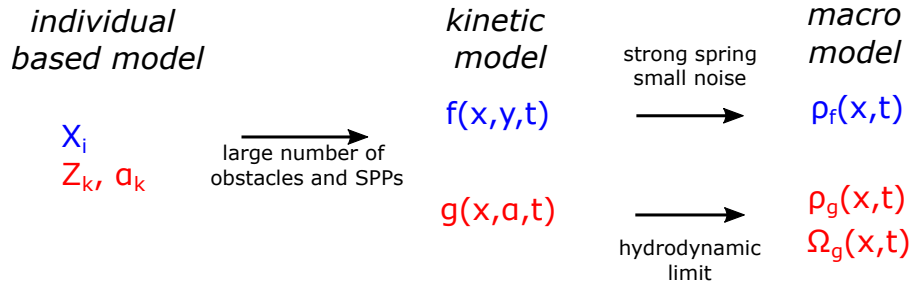 individual
based model
kinetic
model
macro
model
strong spring
small noise
X_i
Z_k, α_k
large number of
obstacles and SPPs
f(x,y,t)
ρ_f(x,t)
g(x,α,t)
hydrodynamic
limit
ρ_g(x,t)
Ω_g(x,t)